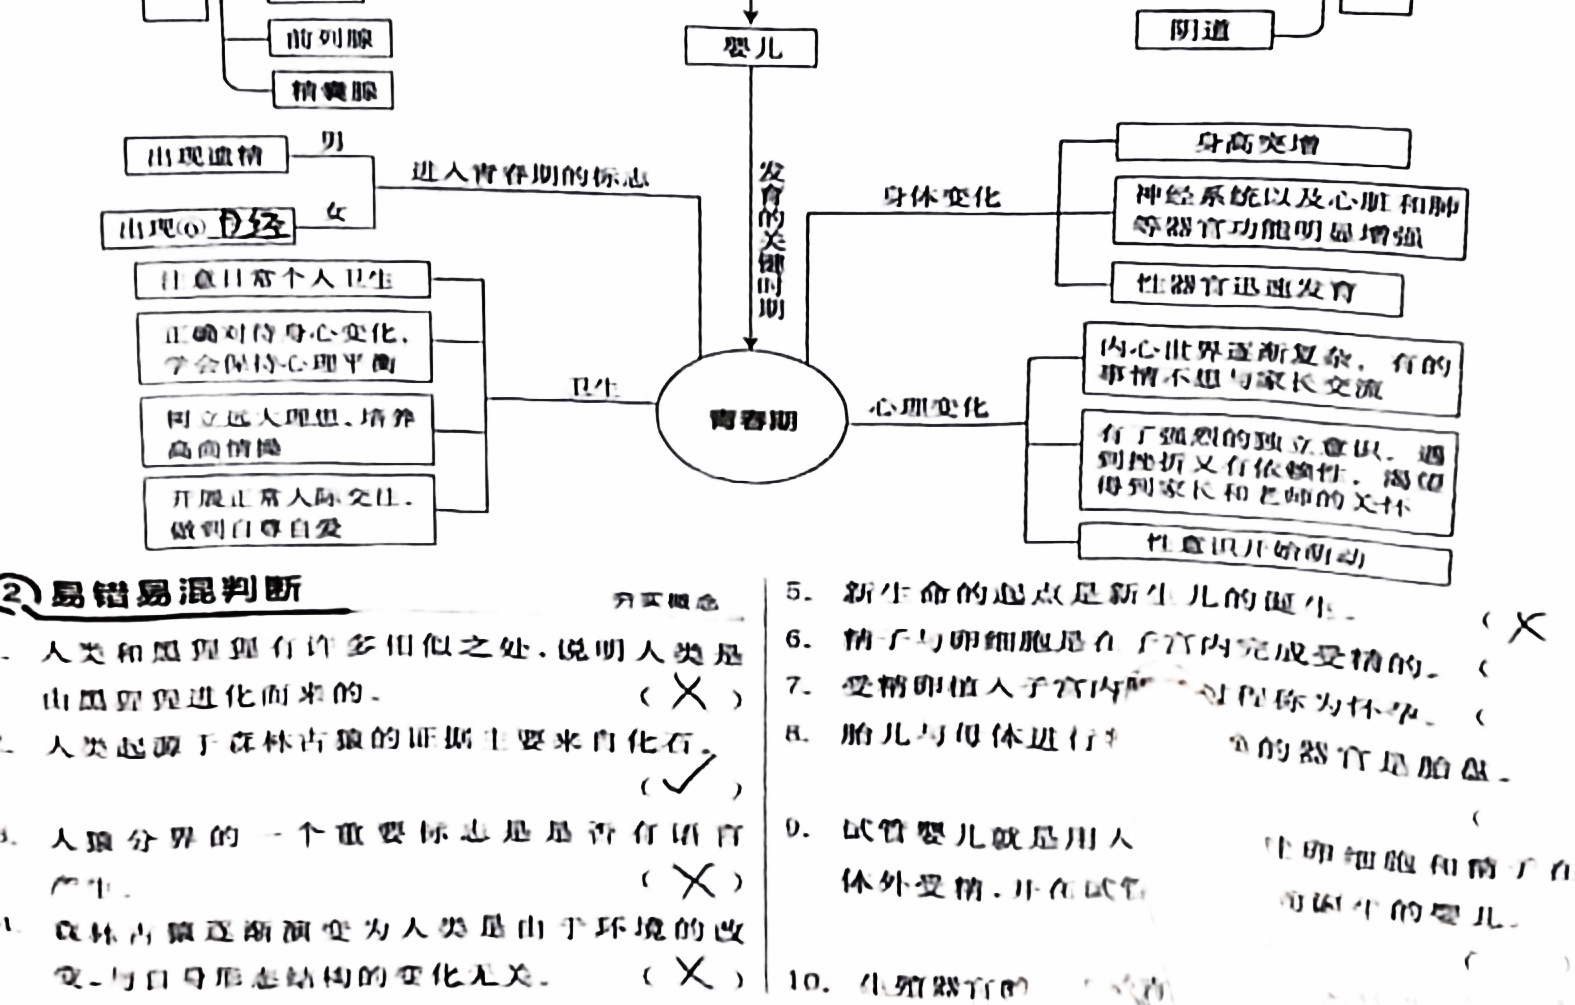 前列腺
婴儿
阴道
精囊腺
男
出现遗精
进入青春期的标志
女
出现⑥ 月经
发育的关键时期
身体变化
身高突增
神经系统以及心脏和肺
等器官功能明显增强
性器官迅速发育
注意日常个人卫生
正确对待身心变化,
学会保持心理平衡
树立远大理想、培养
高尚情操
开展正常人际交往,
做到自尊自爱
卫生
青春期
心理变化
内心世界逐渐复杂,有的
事情不想与家长交流
有了强烈的独立意识,遇
到挫折又有依赖性,渴望
得到家长和老师的关怀
性意识开始萌动
2 易错易混判断
夯实概念
人类和黑猩猩有许多相似之处,说明人类是
由黑猩猩进化而来的。 (×)
人类起源于森林古猿的证据主要来自化石。
(✓)
3. 人猿分界的一个重要标志是是否有语言
产生。 (×)
森林古猿逐渐演变为人类是由于环境的改
变,与自身形态结构的变化无关。 (×)
5. 新生命的起点是新生儿的诞生。 (×
6. 精子与卵细胞是在子宫内完成受精的。 (
7. 受精卵植入子宫内 过程称为怀孕。 (
8. 胎儿与母体进行 的器官是胎盘。
(
9. 试管婴儿就是用人 卵细胞和精子在
体外受精,并在试管 诞生的婴儿。
(
10. 生殖器官的